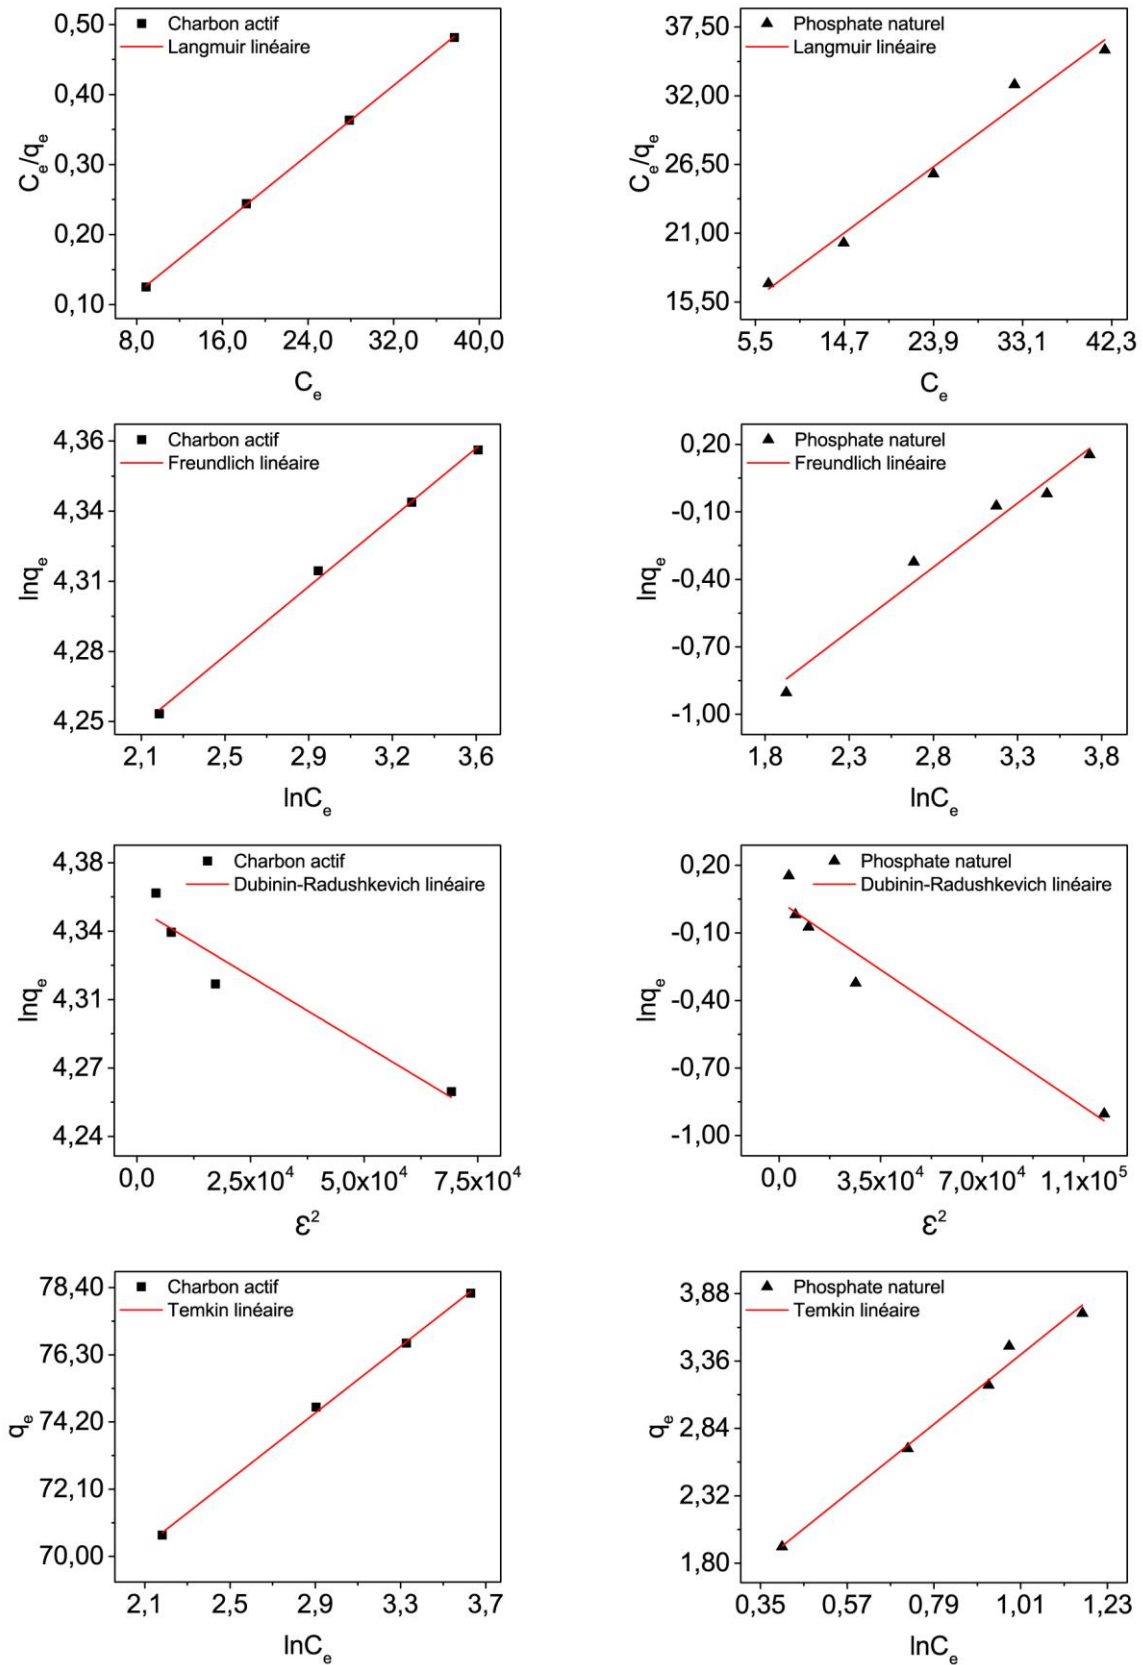 Charbon actif
Langmuir linéaire
0,50
0,40
0,30
0,20
0,10
Ce/qe
8,0 16,0 24,0 32,0 40,0
Ce
Phosphate naturel
Langmuir linéaire
37,50
32,00
26,50
21,00
15,50
Ce/qe
5,5 14,7 23,9 33,1 42,3
Ce
Charbon actif
Freundlich linéaire
4,36
4,34
4,31
4,28
4,25
lnqe
2,1 2,5 2,9 3,2 3,6
lnCe
Phosphate naturel
Freundlich linéaire
0,20
-0,10
-0,40
-0,70
-1,00
lnqe
1,8 2,3 2,8 3,3 3,8
lnCe
Charbon actif
Dubinin-Radushkevich linéaire
4,38
4,34
4,31
4,27
4,24
lnqe
0,0 2,5x10⁴ 5,0x10⁴ 7,5x10⁴
ε²
Phosphate naturel
Dubinin-Radushkevich linéaire
0,20
-0,10
-0,40
-0,70
-1,00
lnqe
0,0 3,5x10⁴ 7,0x10⁴ 1,1x10⁵
ε²
Charbon actif
Temkin linéaire
78,40
76,30
74,20
72,10
70,00
qe
2,1 2,5 2,9 3,3 3,7
lnCe
Phosphate naturel
Temkin linéaire
3,88
3,36
2,84
2,32
1,80
qe
0,35 0,57 0,79 1,01 1,23
lnCe